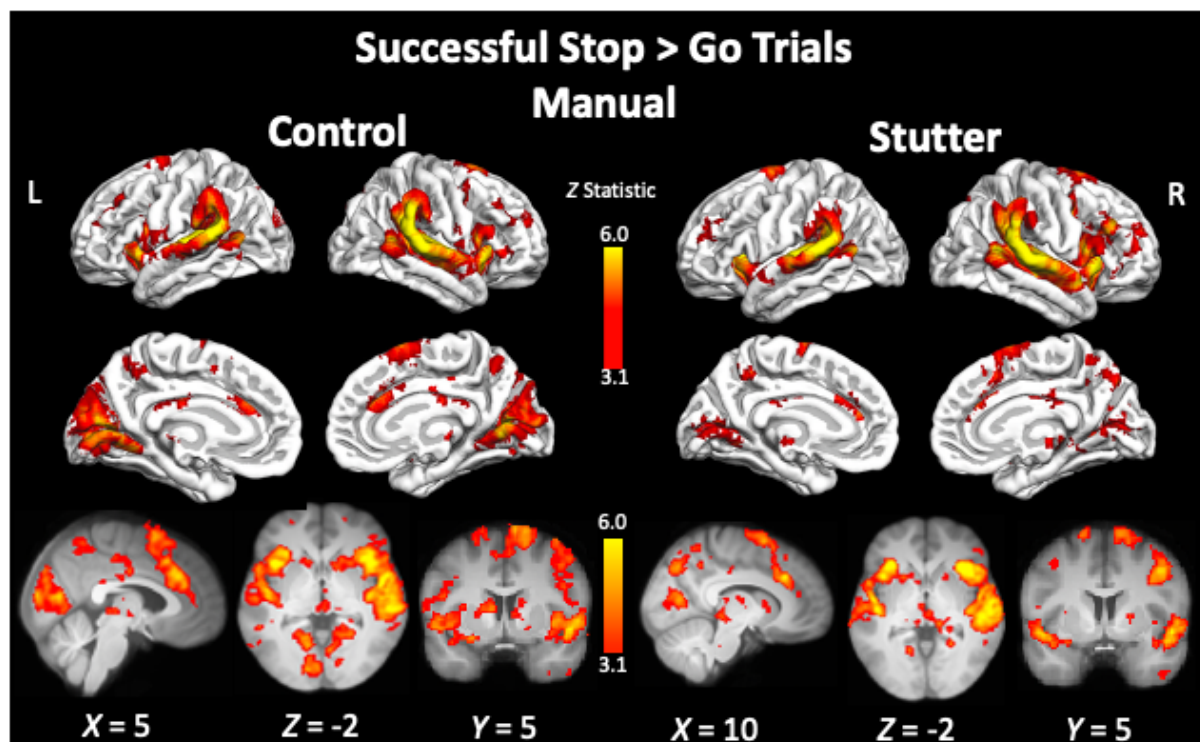 Successful Stop > Go Trials
Manual
Control
Stutter
L
Z Statistic
R
6.0
3.1
6.0
3.1
X = 5
Z = -2
Y = 5
X = 10
Z = -2
Y = 5